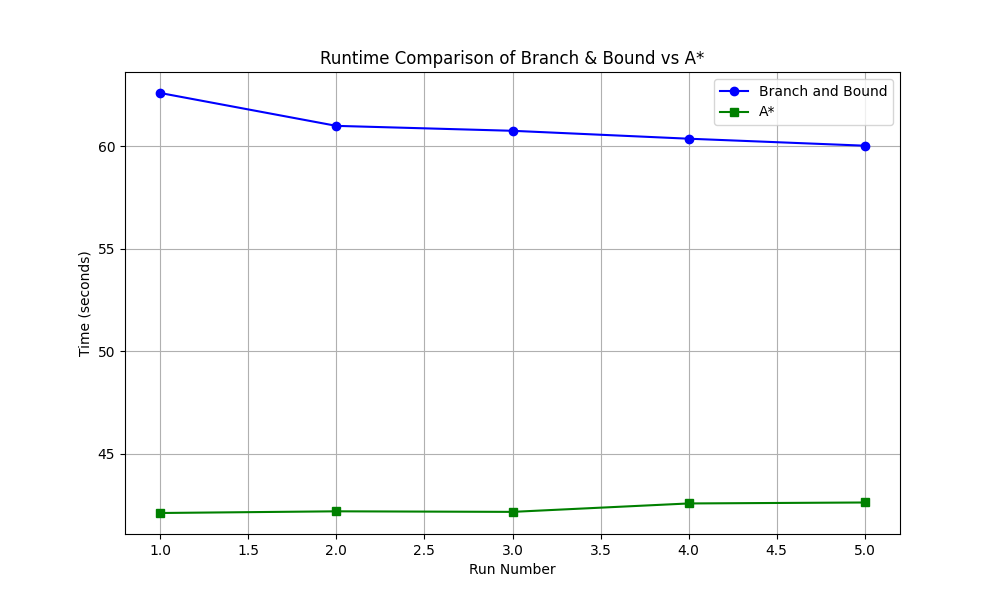 Runtime Comparison of Branch & Bound vs A*
Branch and Bound
A*
Time (seconds)
60
55
50
45
1.0 1.5 2.0 2.5 3.0 3.5 4.0 4.5 5.0
Run Number